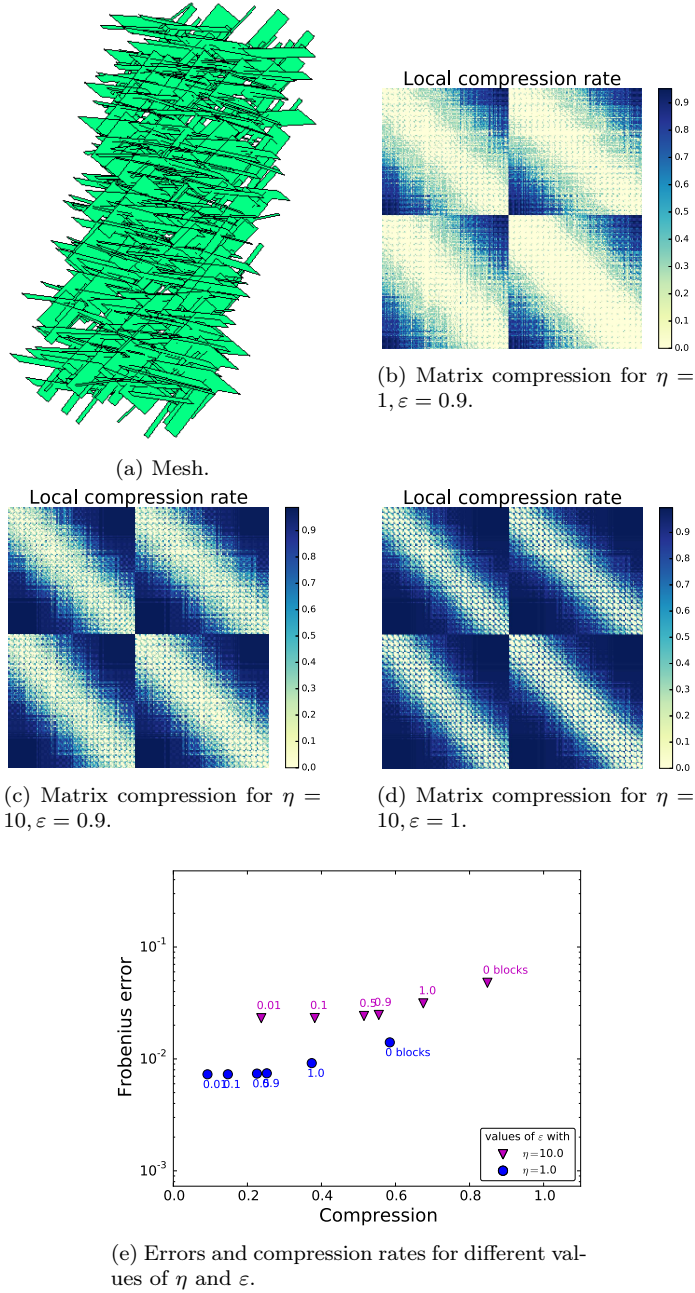 (a) Mesh.
Local compression rate
0.9
0.8
0.7
0.6
0.5
0.4
0.3
0.2
0.1
0.0
(b) Matrix compression for η =
1, ε = 0.9.
Local compression rate
0.9
0.8
0.7
0.6
0.5
0.4
0.3
0.2
0.1
0.0
(c) Matrix compression for η =
10, ε = 0.9.
Local compression rate
0.9
0.8
0.7
0.6
0.5
0.4
0.3
0.2
0.1
0.0
(d) Matrix compression for η =
10, ε = 1.
Frobenius error
10⁻¹
10⁻²
10⁻³
0.01
0.1
0.5
0.9
1.0
0 blocks
0.01
0.1
0.5
0.9
1.0
0 blocks
values of ε with
η=10.0
η=1.0
0.0 0.2 0.4 0.6 0.8 1.0
Compression
(e) Errors and compression rates for different val-
ues of η and ε.